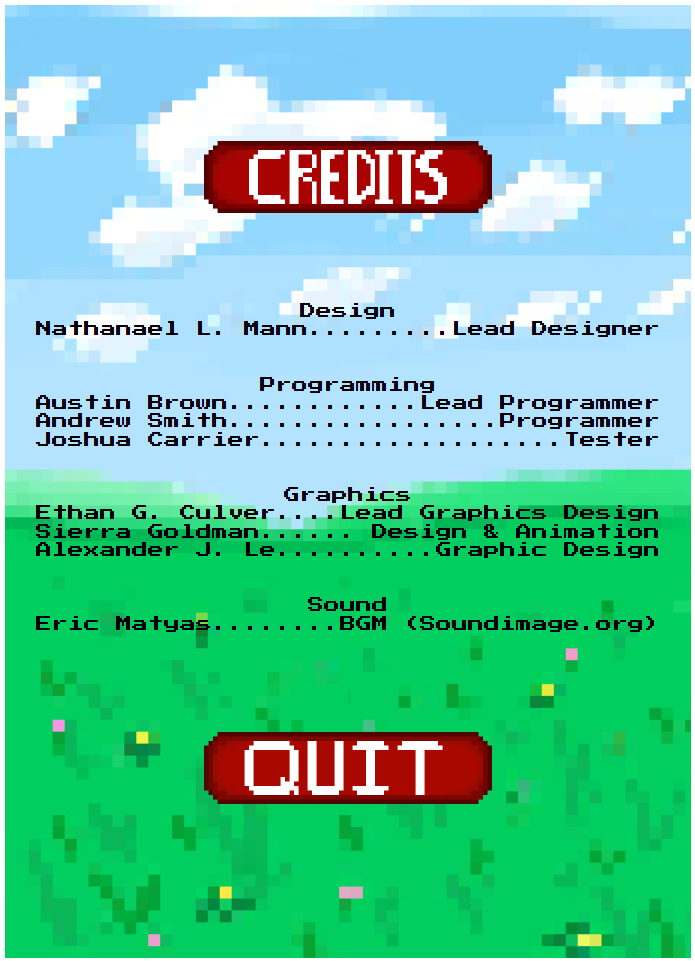 CREDITS
Design
Nathanael L. Mann.........Lead Designer
Programming
Austin Brown............Lead Programmer
Andrew Smith.................Programmer
Joshua Carrier...................Tester
Graphics
Ethan G. Culver....Lead Graphics Design
Sierra Goldman...... Design & Animation
Alexander J. Le..........Graphic Design
Sound
Eric Matyas........BGM (Soundimage.org)
QUIT